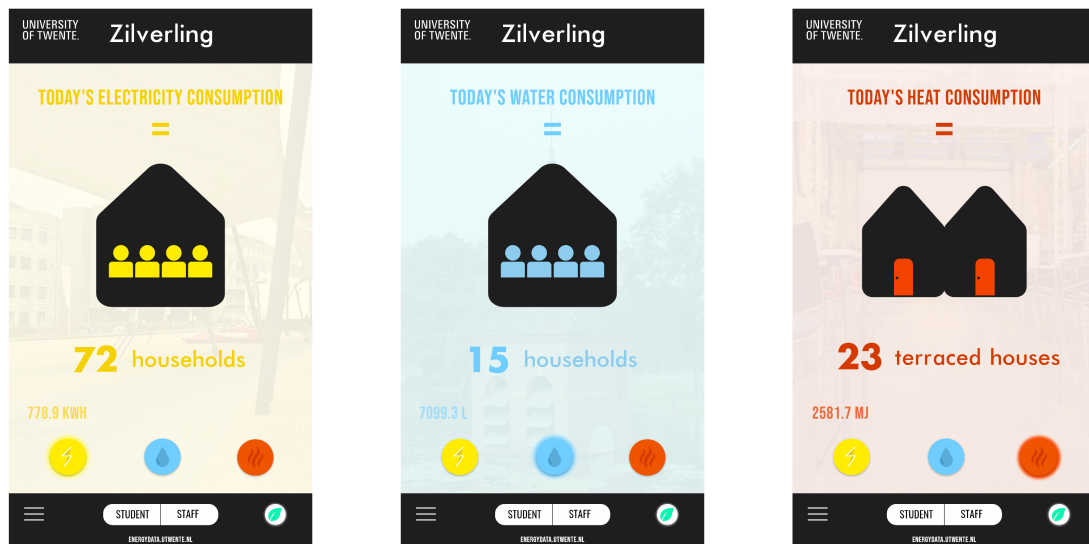 UNIVERSITY
OF TWENTE.
Zilverling
TODAY'S ELECTRICITY CONSUMPTION
=
72 households
778.9 KWH
STUDENT
STAFF
ENERGYDATA.UTWENTE.NL
UNIVERSITY
OF TWENTE.
Zilverling
TODAY'S WATER CONSUMPTION
=
15 households
7099.3 L
STUDENT
STAFF
ENERGYDATA.UTWENTE.NL
UNIVERSITY
OF TWENTE.
Zilverling
TODAY'S HEAT CONSUMPTION
=
23 terraced houses
2581.7 MJ
STUDENT
STAFF
ENERGYDATA.UTWENTE.NL